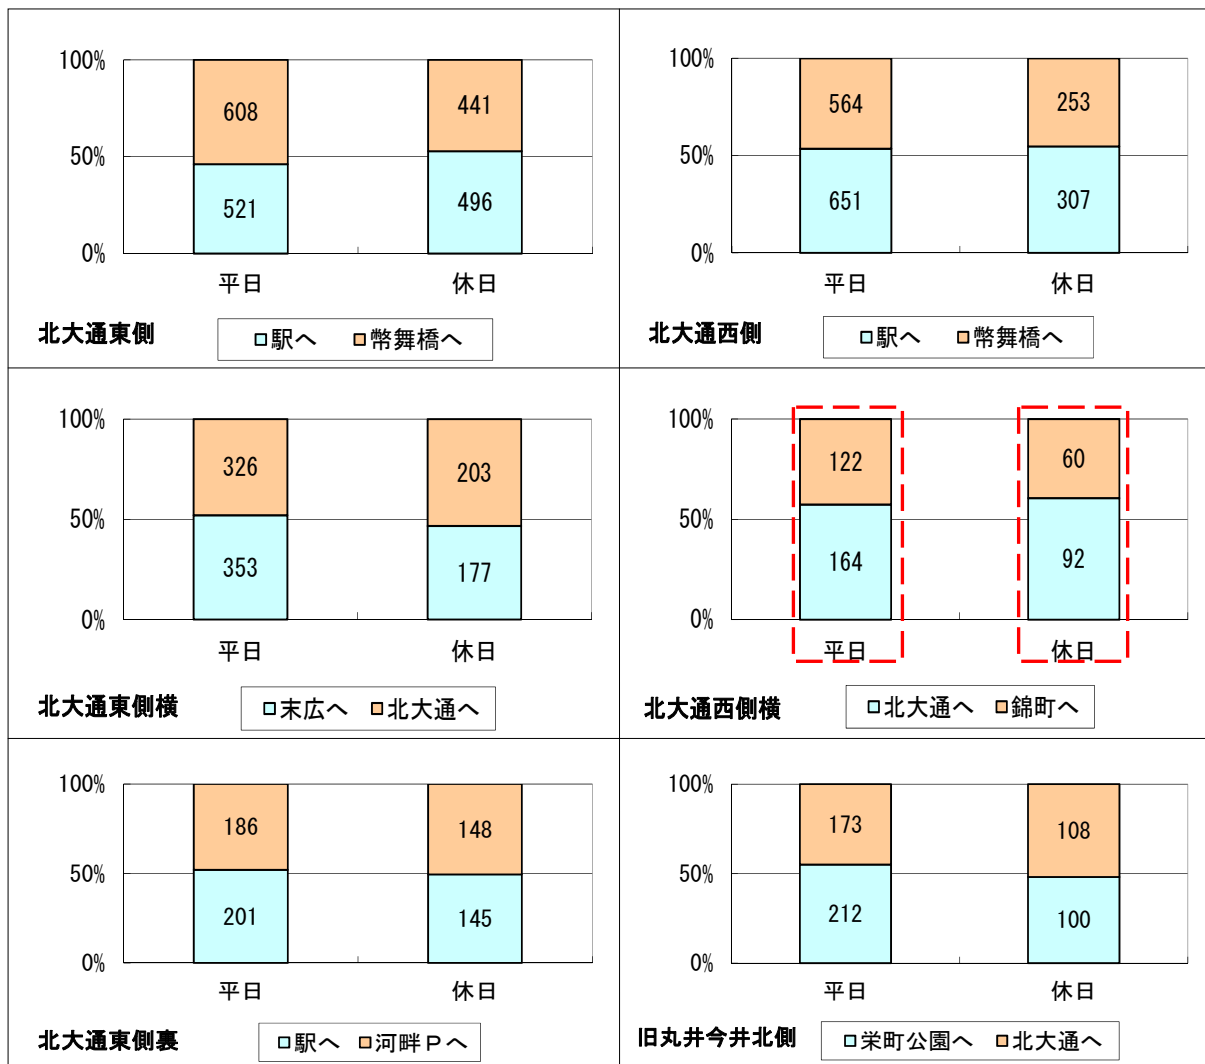 100%
608
441
50%
521
496
0%
平日
休日
北大通東側
駅へ 幣舞橋へ
100%
564
253
50%
651
307
0%
平日
休日
北大通西側
駅へ 幣舞橋へ
100%
326
203
50%
353
177
0%
平日
休日
北大通東側横
末広へ 北大通へ
100%
122
60
50%
164
92
0%
平日
休日
北大通西側横
北大通へ 錦町へ
100%
186
148
50%
201
145
0%
平日
休日
北大通東側裏
駅へ 河畔Pへ
100%
173
108
50%
212
100
0%
平日
休日
旧丸井今井北側
栄町公園へ 北大通へ